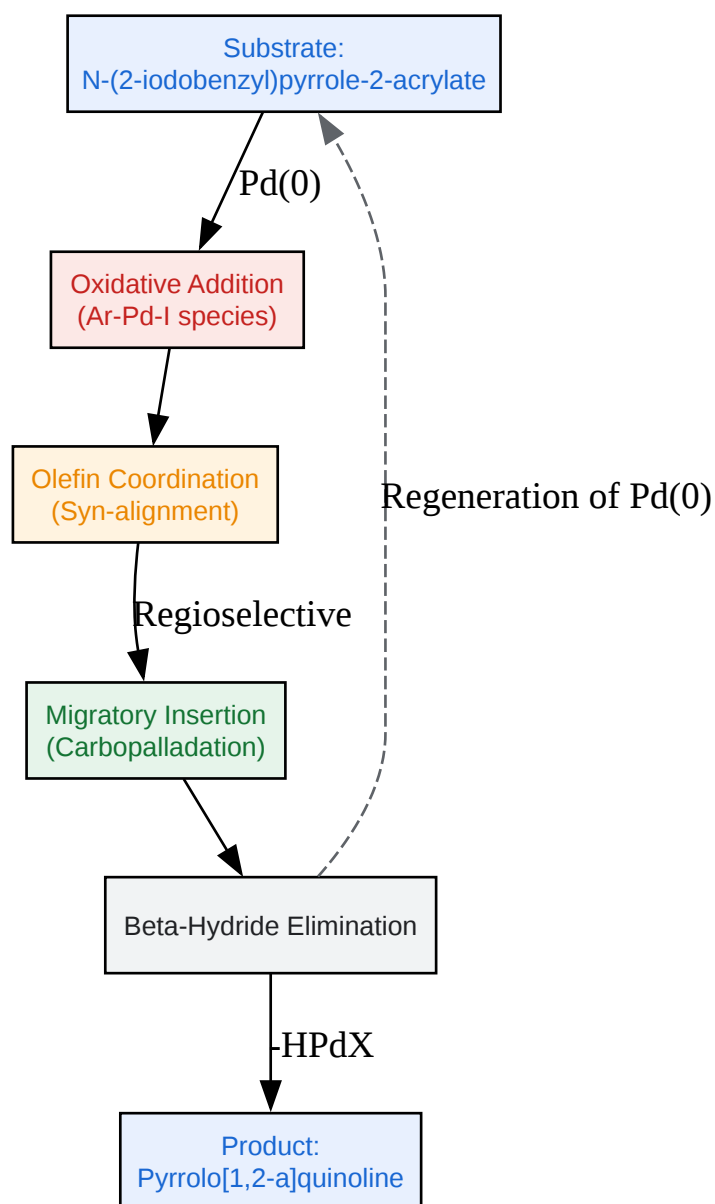 Substrate:
N-(2-iodobenzyl)pyrrole-2-acrylate
Pd(0)
Oxidative Addition
(Ar-Pd-I species)
Olefin Coordination
(Syn-alignment)
Regeneration of Pd(0)
Regioselective
Migratory Insertion
(Carbopalladation)
Beta-Hydride Elimination
-HPdX
Product:
Pyrrolo[1,2-a]quinoline